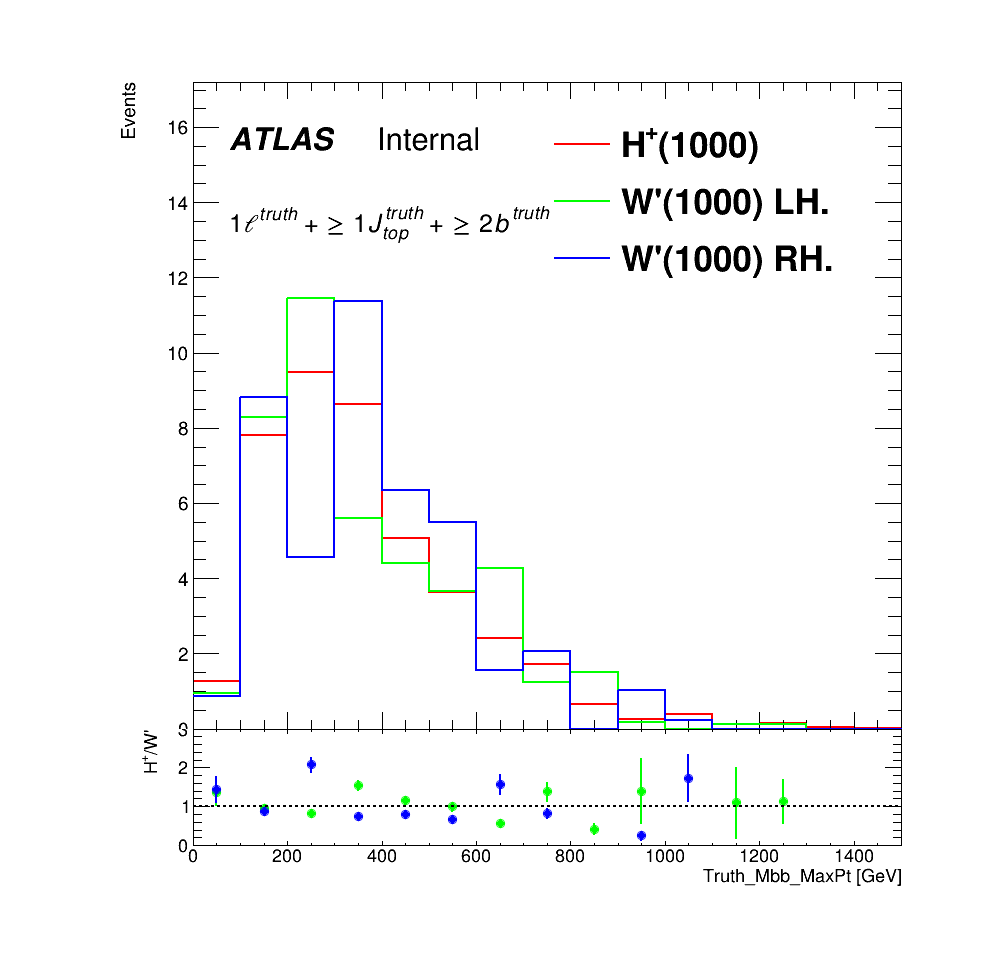 Events
ATLAS Internal
1ℓ^truth + ≥ 1J_top^truth + ≥ 2b^truth
H⁺(1000)
W'(1000) LH.
W'(1000) RH.
16
14
12
10
8
6
4
2
0
H⁺/W'
3
2
1
0
0 200 400 600 800 1000 1200 1400
Truth_Mbb_MaxPt [GeV]